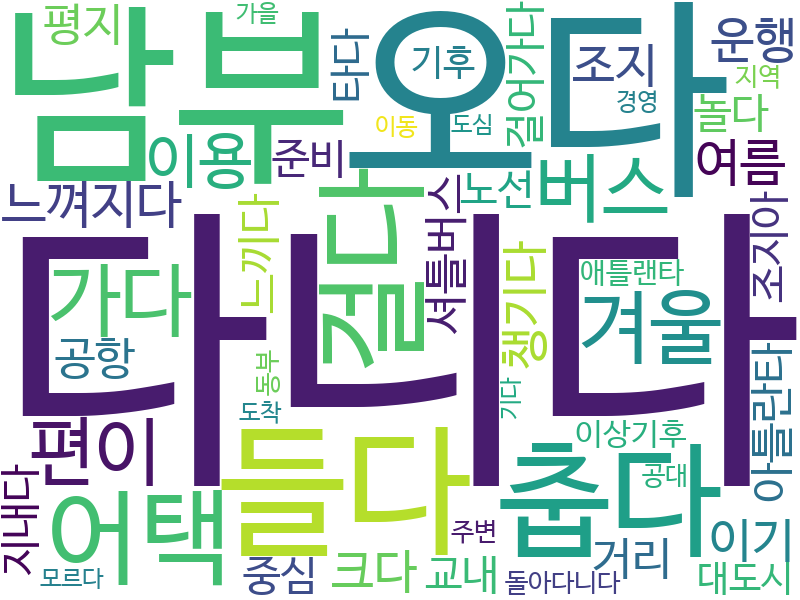 평지
남부
오다
가을
타다
기후
걸어가다
조지
운행
지역
경영
놀다
이동
도심
이용
준비
여름
느껴지다
걷다
노선
버스
느끼다
셔틀버스
조지아
다니다
가다
챙기다
애틀랜타
겨울
공항
동부
도착
기다
아틀란타
편이
듣다
이상기후
춥다
공대
지내다
어택
주변
이기
거리
모르다
중심
크다
교내
돌아다니다
대도시